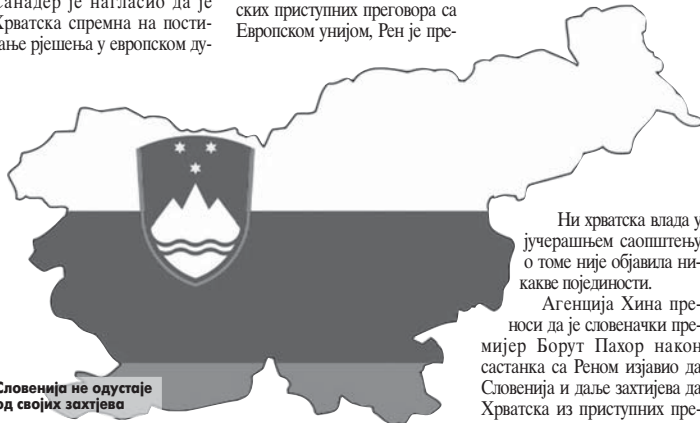 Санадер је нагласио да је
Хрватска спремна на пости-
ање рјешења у европском ду-
ских приступних преговора са
Европском унијом, Рен је пре-
Ни хрватска влада у
јучерашњем саопштењу
о томе није објавила ни-
какве појединости.
Агенција Хина пре-
носи да је словеначки пре-
мијер Борут Пахор након
састанка са Реном изјавио да
Словенија и даље захтијева да
Хрватска из приступних пре-
Словенија не одустаје
од својих захтјева